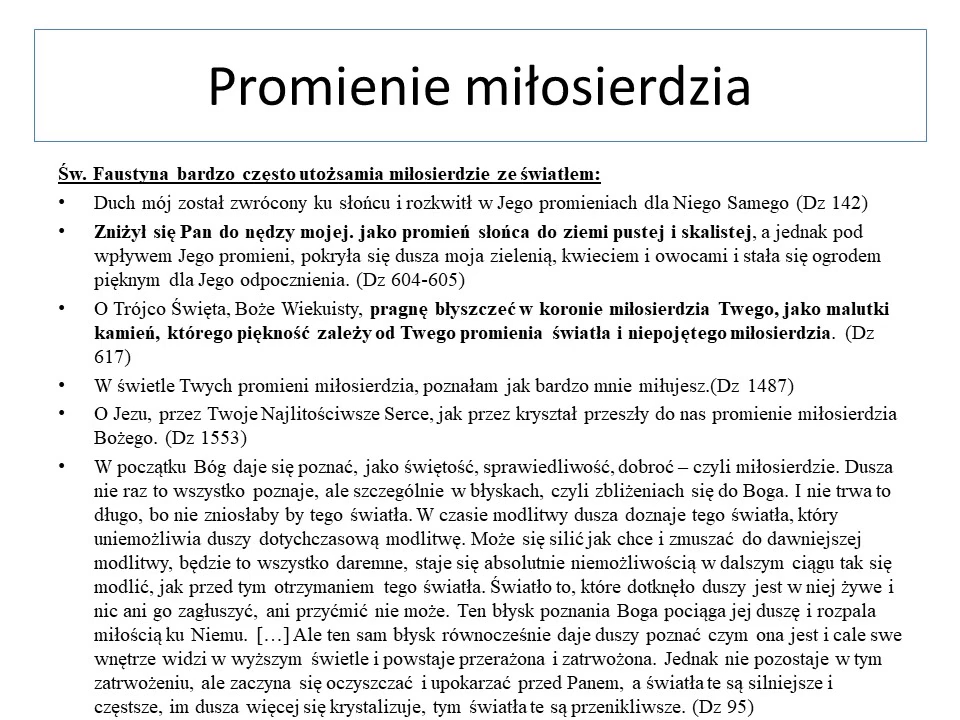 Promienie miłosierdzia
Św. Faustyna bardzo często utożsamia miłosierdzie ze światłem:
• Duch mój został zwrócony ku słońcu i rozkwitł w Jego promieniach dla Niego Samego (Dz 142)
• Zniżył się Pan do nędzy mojej. jako promień słońca do ziemi pustej i skalistej, a jednak pod
wpływem Jego promieni, pokryła się dusza moja zielenią, kwieciem i owocami i stała się ogrodem
pięknym dla Jego odpocznienia. (Dz 604-605)
• O Trójco Święta, Boże Wiekuisty, pragnę błyszczeć w koronie miłosierdzia Twego, jako malutki
kamień, którego piękność zależy od Twego promienia światła i niepojętego miłosierdzia. (Dz
617)
• W świetle Twych promieni miłosierdzia, poznałam jak bardzo mnie miłujesz.(Dz 1487)
• O Jezu, przez Twoje Najlitościwsze Serce, jak przez kryształ przeszły do nas promienie miłosierdzia
Bożego. (Dz 1553)
• W początku Bóg daje się poznać, jako świętość, sprawiedliwość, dobroć – czyli miłosierdzie. Dusza
nie raz to wszystko poznaje, ale szczególnie w błyskach, czyli zbliżeniach się do Boga. I nie trwa to
długo, bo nie zniosłaby by tego światła. W czasie modlitwy dusza doznaje tego światła, który
uniemożliwia duszy dotychczasową modlitwę. Może się silić jak chce i zmuszać do dawniejszej
modlitwy, będzie to wszystko daremne, staje się absolutnie niemożliwością w dalszym ciągu tak się
modlić, jak przed tym otrzymaniem tego światła. Światło to, które dotknęło duszy jest w niej żywe i
nic ani go zagłuszyć, ani przyćmić nie może. Ten błysk poznania Boga pociąga jej duszę i rozpala
miłością ku Niemu. […] Ale ten sam błysk równocześnie daje duszy poznać czym ona jest i cale swe
wnętrze widzi w wyższym świetle i powstaje przerażona i zatrwożona. Jednak nie pozostaje w tym
zatrwożeniu, ale zaczyna się oczyszczać i upokarzać przed Panem, a światła te są silniejsze i
częstsze, im dusza więcej się krystalizuje, tym światła te są przenikliwsze. (Dz 95)